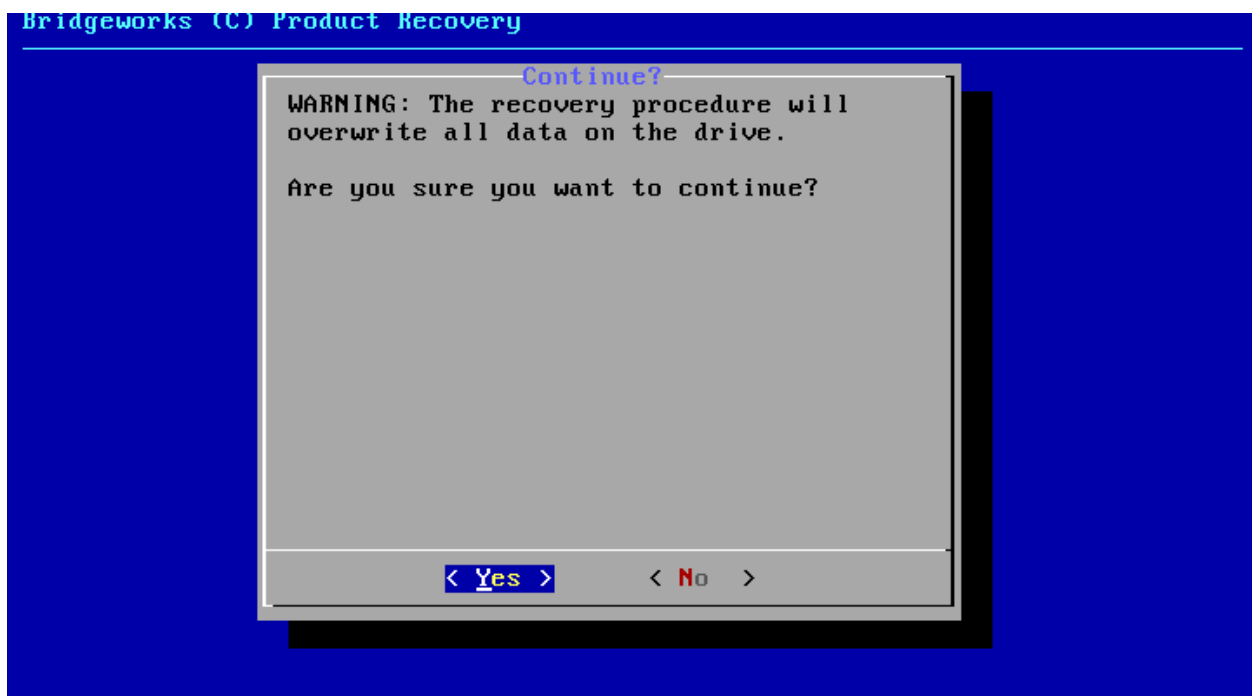 Bridgeworks (C) Product Recovery
Continue?
WARNING: The recovery procedure will
overwrite all data on the drive.
Are you sure you want to continue?
< Yes > < No >